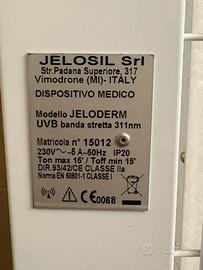 JELOSIL Srl
Str.Padana Superiore, 317
Vimodrone (MI)- ITALY
DISPOSITIVO MEDICO
Modello JELODERM
UVB banda stretta 311nm
Matricola n° 15012
230V~ 5 A-50Hz IP20
Ton max 15' / Toff min 15'
DIR.93/42/CE CLASSE IIa
Norma EN 60601-1 CLASSE I
CE0068
subito